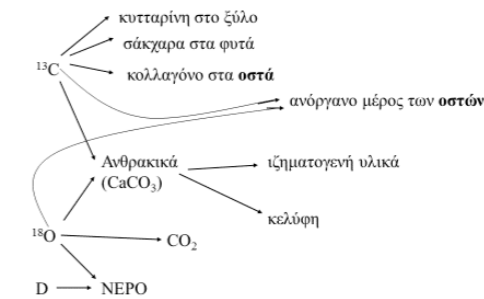 κυτταρίνη στο ξύλο
σάκχαρα στα φυτά
¹³C
κολλαγόνο στα οστά
ανόργανο μέρος των οστών
Ανθρακικά
(CaCO₃)
ιζηματογενή υλικά
κελύφη
¹⁸O
CO₂
D
ΝΕΡΟ